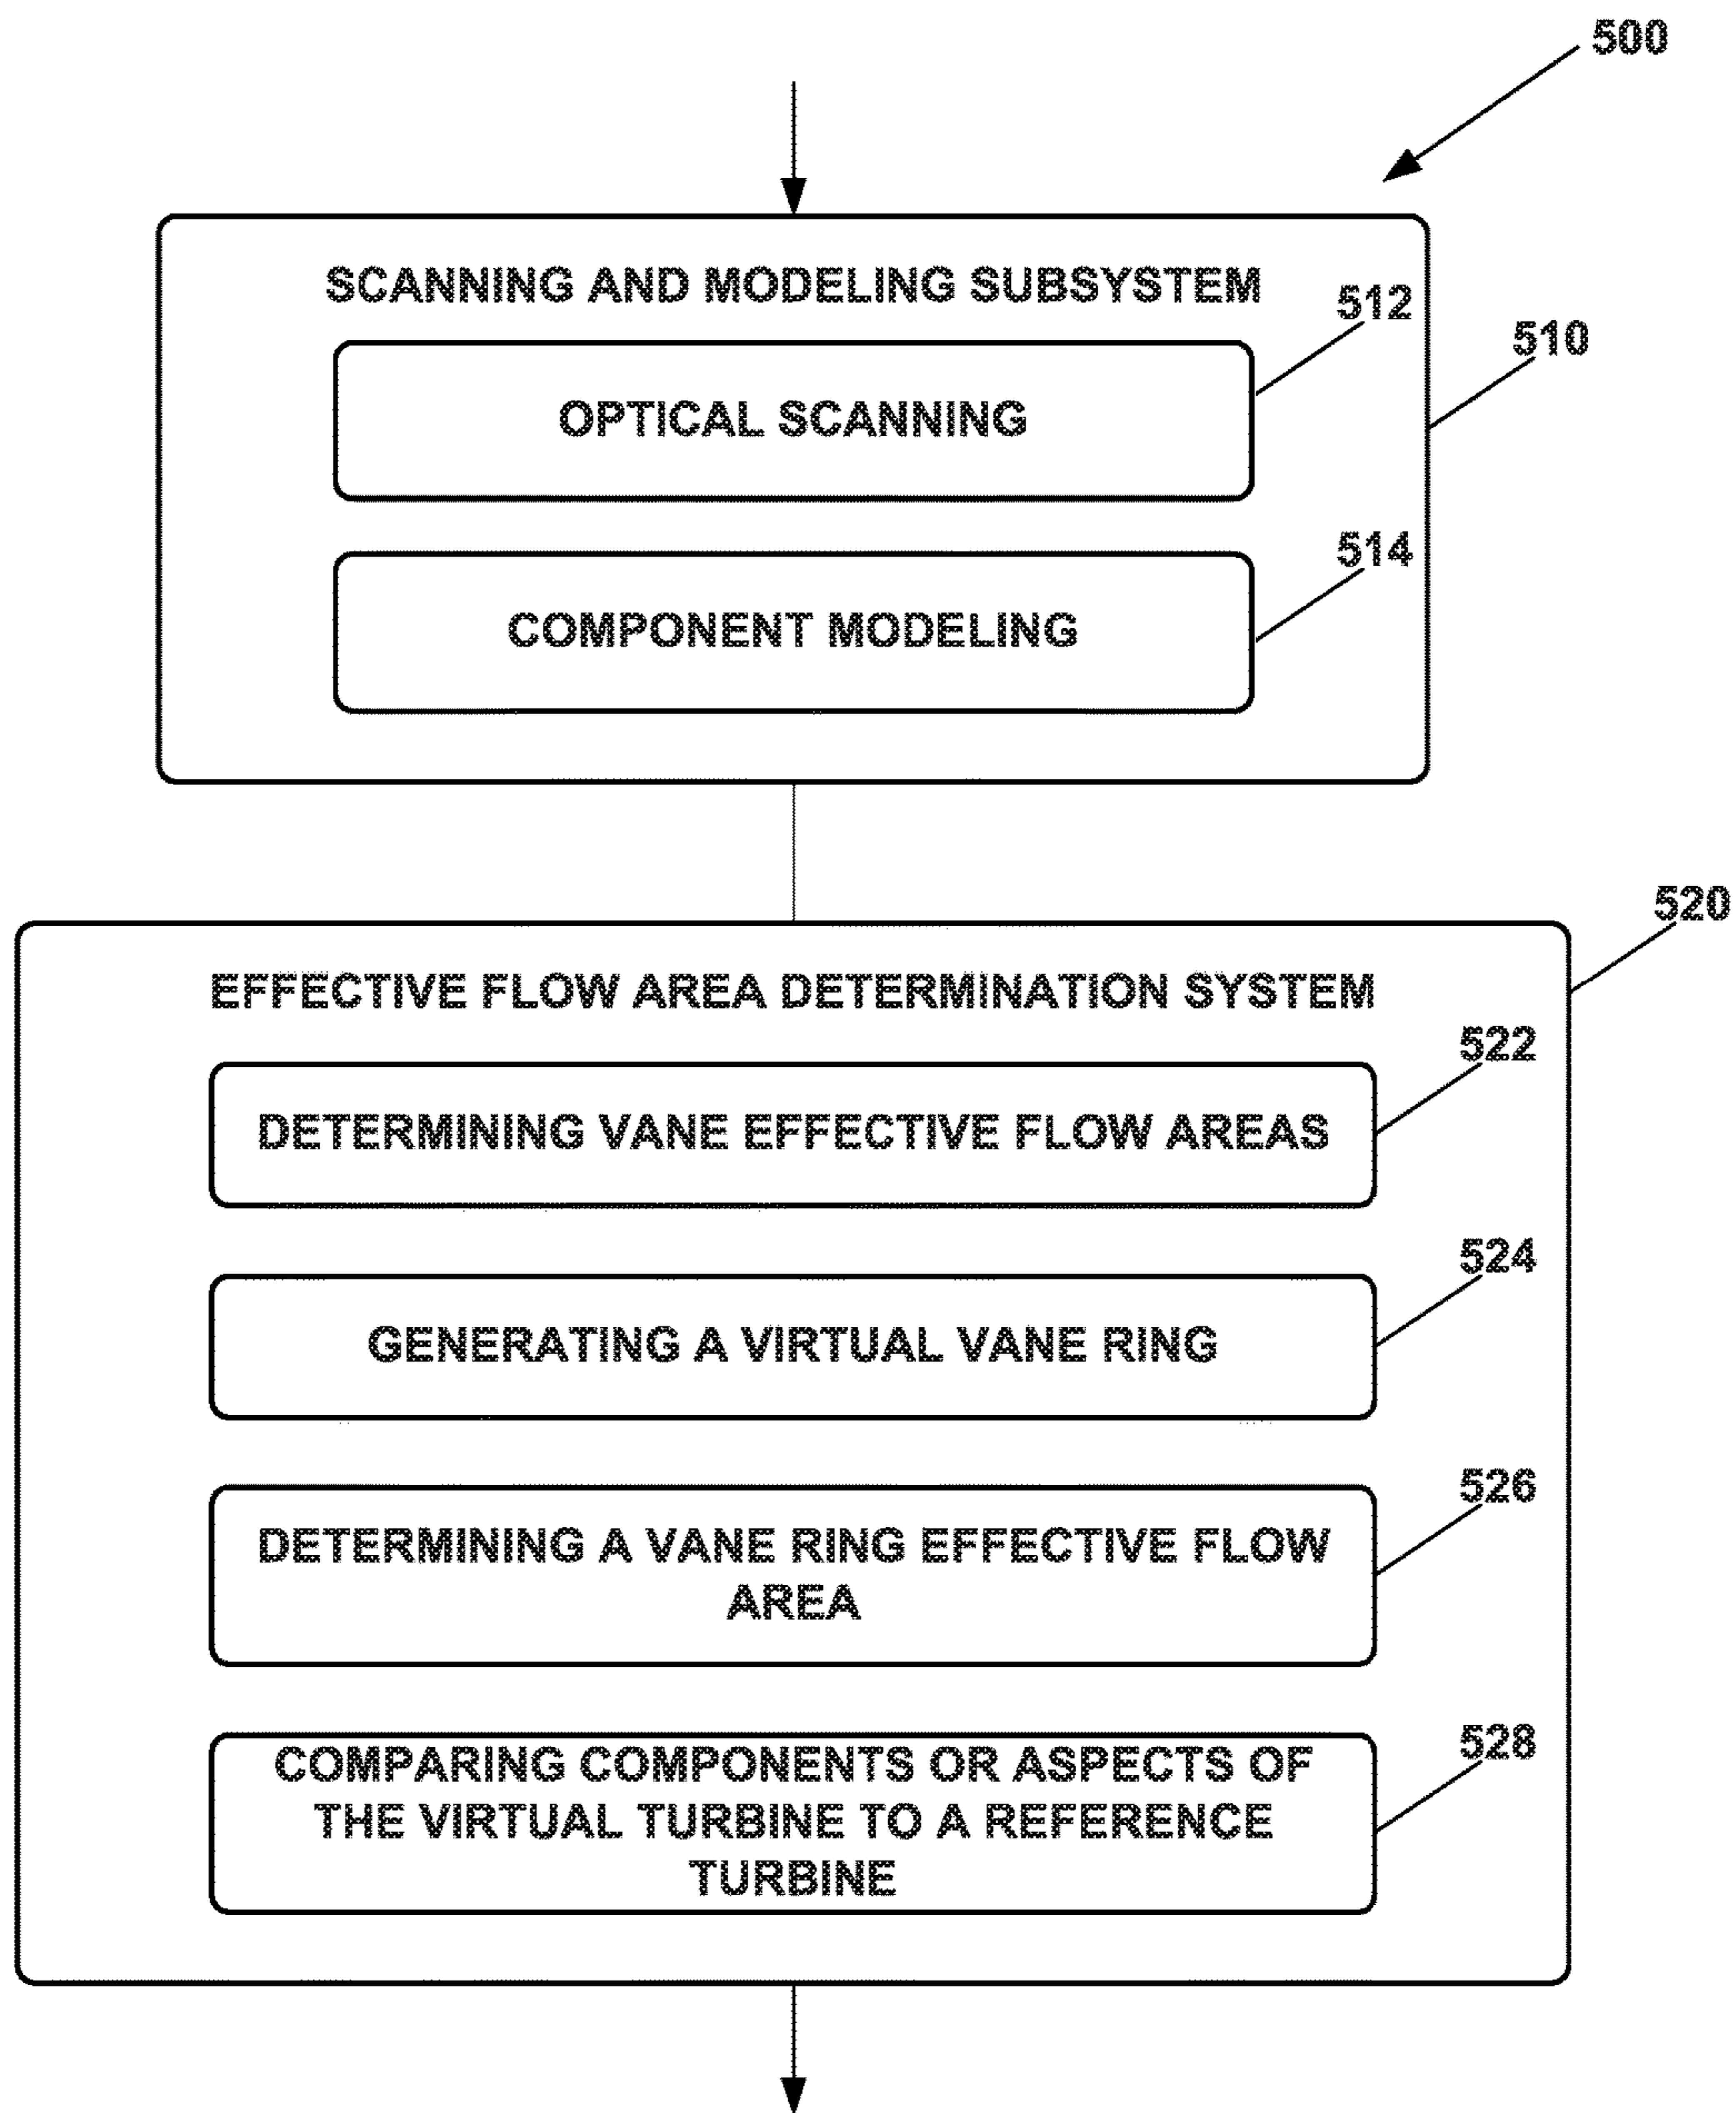 500
SCANNING AND MODELING SUBSYSTEM
512
510
OPTICAL SCANNING
514
COMPONENT MODELING
520
EFFECTIVE FLOW AREA DETERMINATION SYSTEM
522
DETERMINING VANE EFFECTIVE FLOW AREAS
524
GENERATING A VIRTUAL VANE RING
526
DETERMINING A VANE RING EFFECTIVE FLOW
AREA
528
COMPARING COMPONENTS OR ASPECTS OF
THE VIRTUAL TURBINE TO A REFERENCE
TURBINE